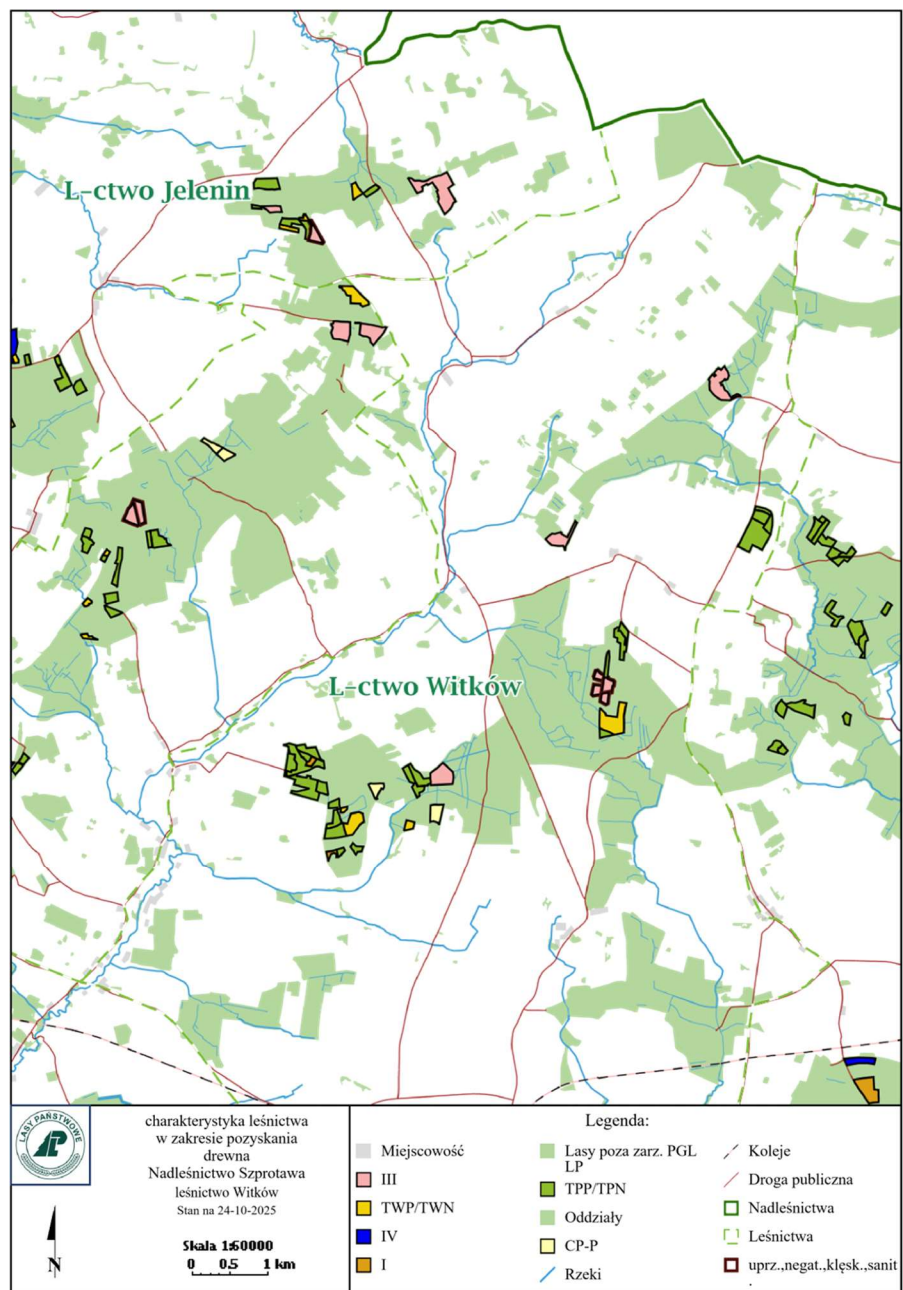 L-ctwo Jelenin
L-ctwo Witków
LASY PAŃSTWOWE
charakterystyka leśnictwa
w zakresie pozyskania
drewna
Nadleśnictwo Szprotawa
leśnictwo Witków
Stan na 24-10-2025
Skala 1:60000
0 0.5 1 km
N
Legenda:
Miejscowość
III
TWP/TWN
IV
I
Lasy poza zarz. PGL
LP
TPP/TPN
Oddziały
CP-P
Rzeki
Koleje
Droga publiczna
Nadleśnictwa
Leśnictwa
uprz.,negat.,klęsk.,sanit
.